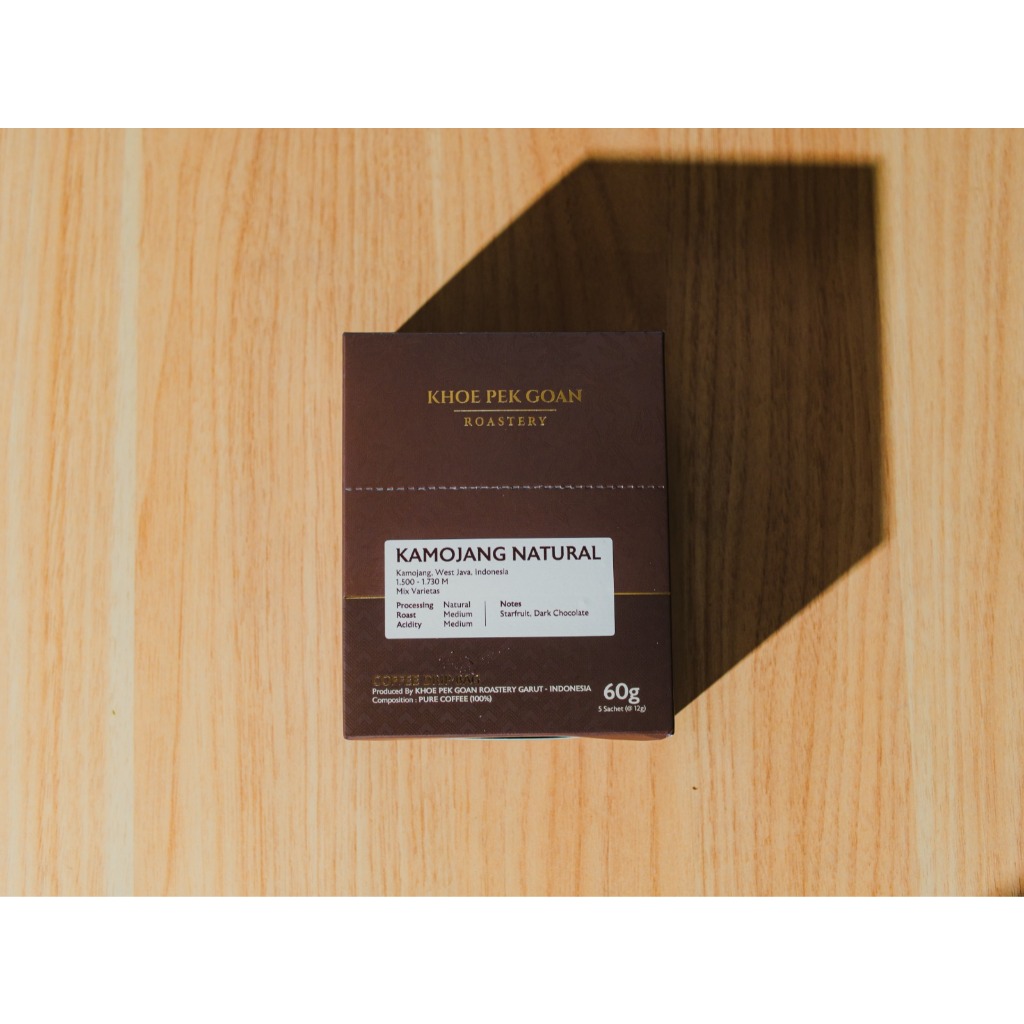 KHOE PEK GOAN
ROASTERY
KAMOJANG NATURAL
Kamojang, West Java, Indonesia
1.500 - 1.730 M
Mix Varietas
Processing Natural
Roast Medium
Acidity Medium
Notes
Starfruit, Dark Chocolate
COFFEE
Produced By KHOE PEK GOAN ROASTERY GARUT - INDONESIA
Composition : PURE COFFEE (100%)
60g
5 Sachet (@ 12g)